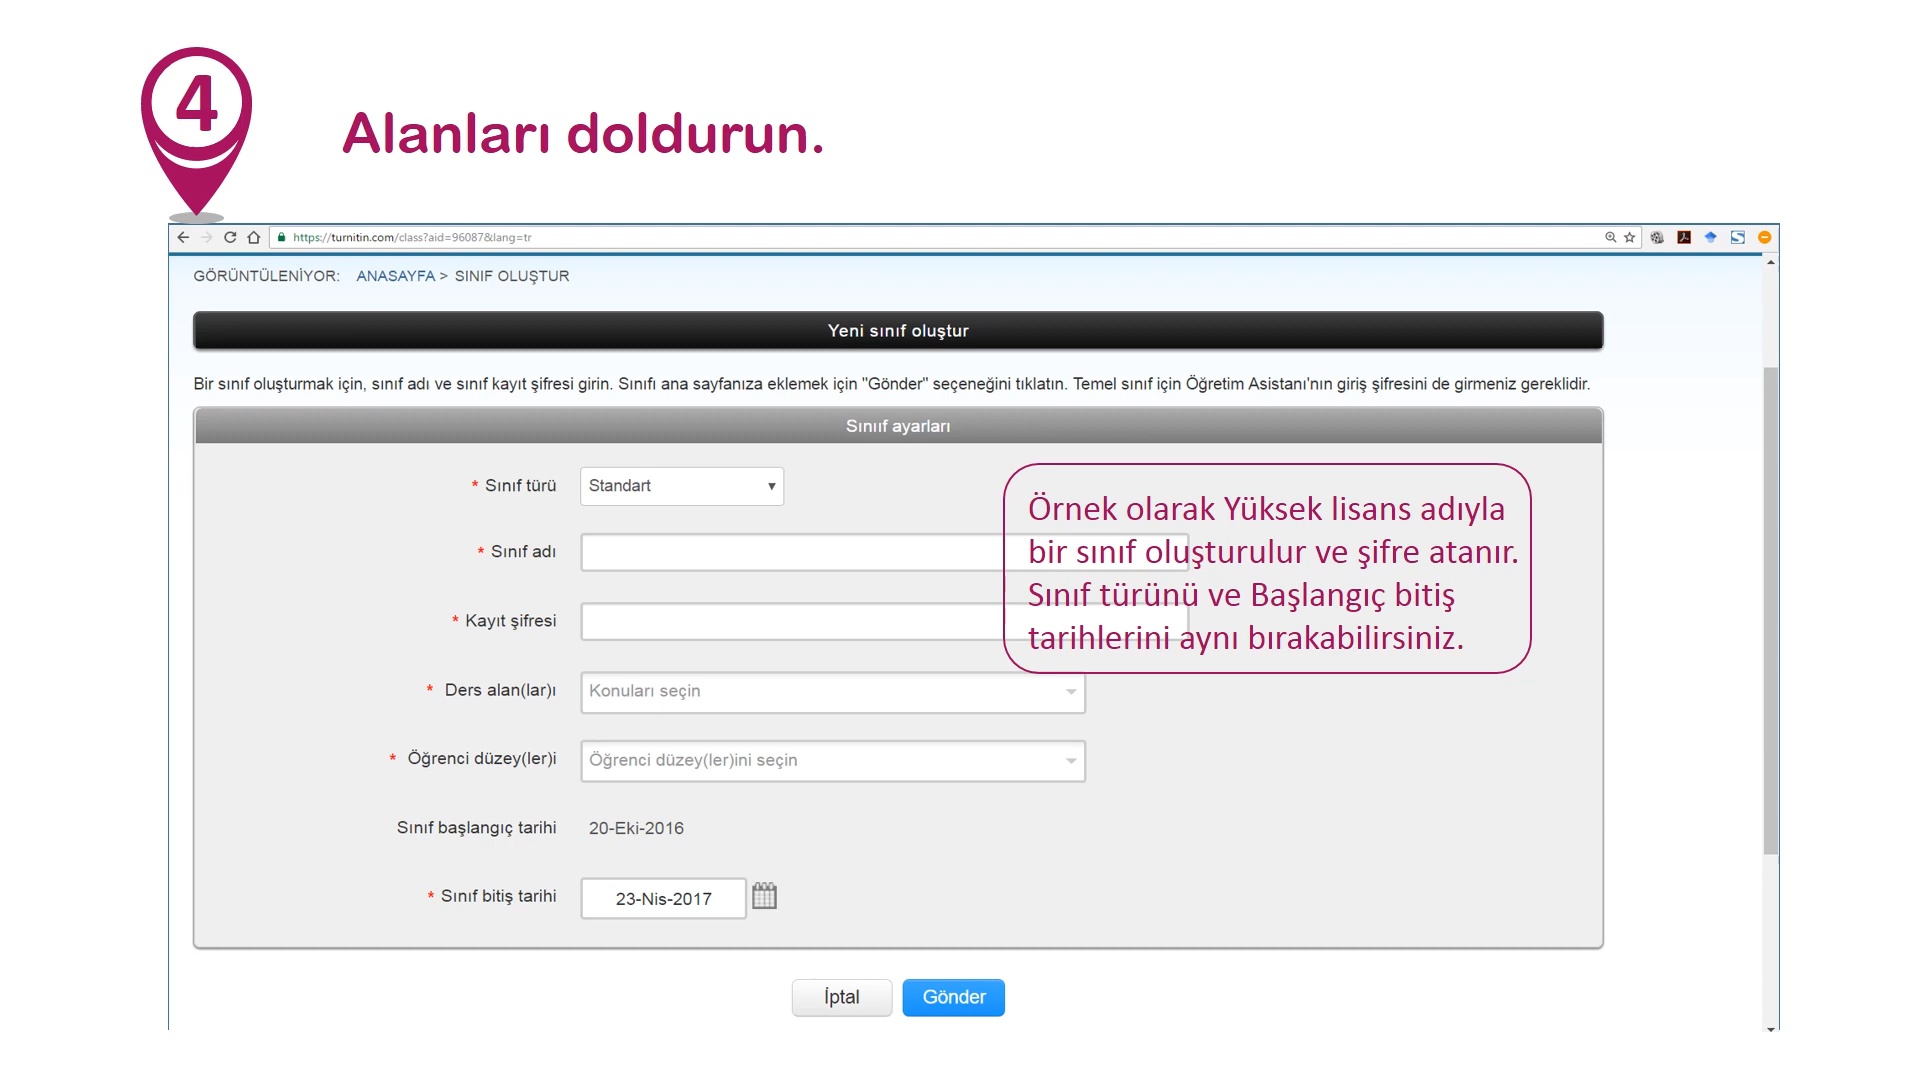 4
Alanları doldurun.
https://turnitin.com/class?aid=96087&lang=tr
GÖRÜNTÜLENİYOR: ANASAYFA > SINIF OLUŞTUR
Yeni sınıf oluştur
Bir sınıf oluşturmak için, sınıf adı ve sınıf kayıt şifresi girin. Sınıfı ana sayfanıza eklemek için "Gönder" seçeneğini tıklatın. Temel sınıf için Öğretim Asistanı'nın giriş şifresini de girmeniz gereklidir.
Sınıif ayarları
* Sınıf türü Standart
* Sınıf adı
* Kayıt şifresi
Örnek olarak Yüksek lisans adıyla
bir sınıf oluşturulur ve şifre atanır.
Sınıf türünü ve Başlangıç bitiş
tarihlerini aynı bırakabilirsiniz.
* Ders alan(lar)ı Konuları seçin
* Öğrenci düzey(ler)i Öğrenci düzey(ler)ini seçin
Sınıf başlangıç tarihi 20-Eki-2016
* Sınıf bitiş tarihi 23-Nis-2017
İptal Gönder